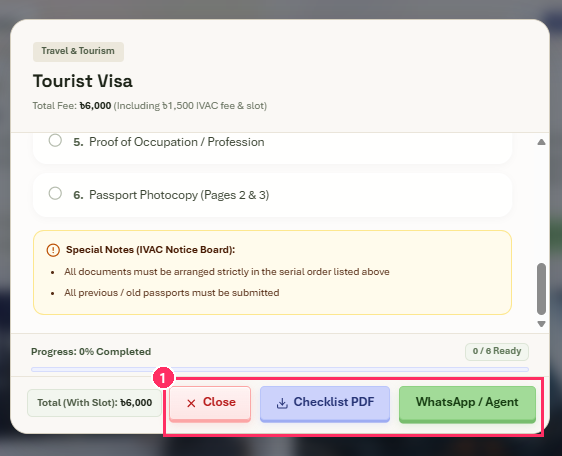 Travel & Tourism
Tourist Visa
Total Fee: ৳6,000 (Including ৳1,500 IVAC fee & slot)
5. Proof of Occupation / Profession
6. Passport Photocopy (Pages 2 & 3)
Special Notes (IVAC Notice Board):
• All documents must be arranged strictly in the serial order listed above
• All previous / old passports must be submitted
Progress: 0% Completed
0 / 6 Ready
1
Total (With Slot): ৳6,000
Close
Checklist PDF
WhatsApp / Agent